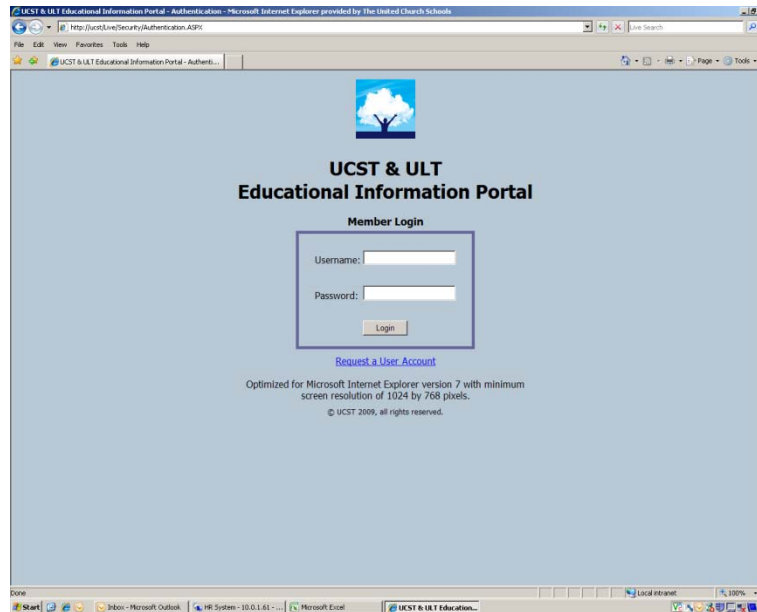 UCST & ULT Educational Information Portal - Authentication - Microsoft Internet Explorer provided by The United Church Schools
http://ucst/Live/Security/Authentication.ASPX
Live Search
File Edit View Favorites Tools Help
UCST & ULT Educational Information Portal - Authenti...
Page
Tools
UCST & ULT
Educational Information Portal
Member Login
Username:
Password:
Login
Request a User Account
Optimized for Microsoft Internet Explorer version 7 with minimum
screen resolution of 1024 by 768 pixels.
© UCST 2009, all rights reserved.
Done
Local intranet
100%
Start
Inbox - Microsoft Outlook
HR System - 10.0.1.61 - ...
Microsoft Excel
UCST & ULT Education...